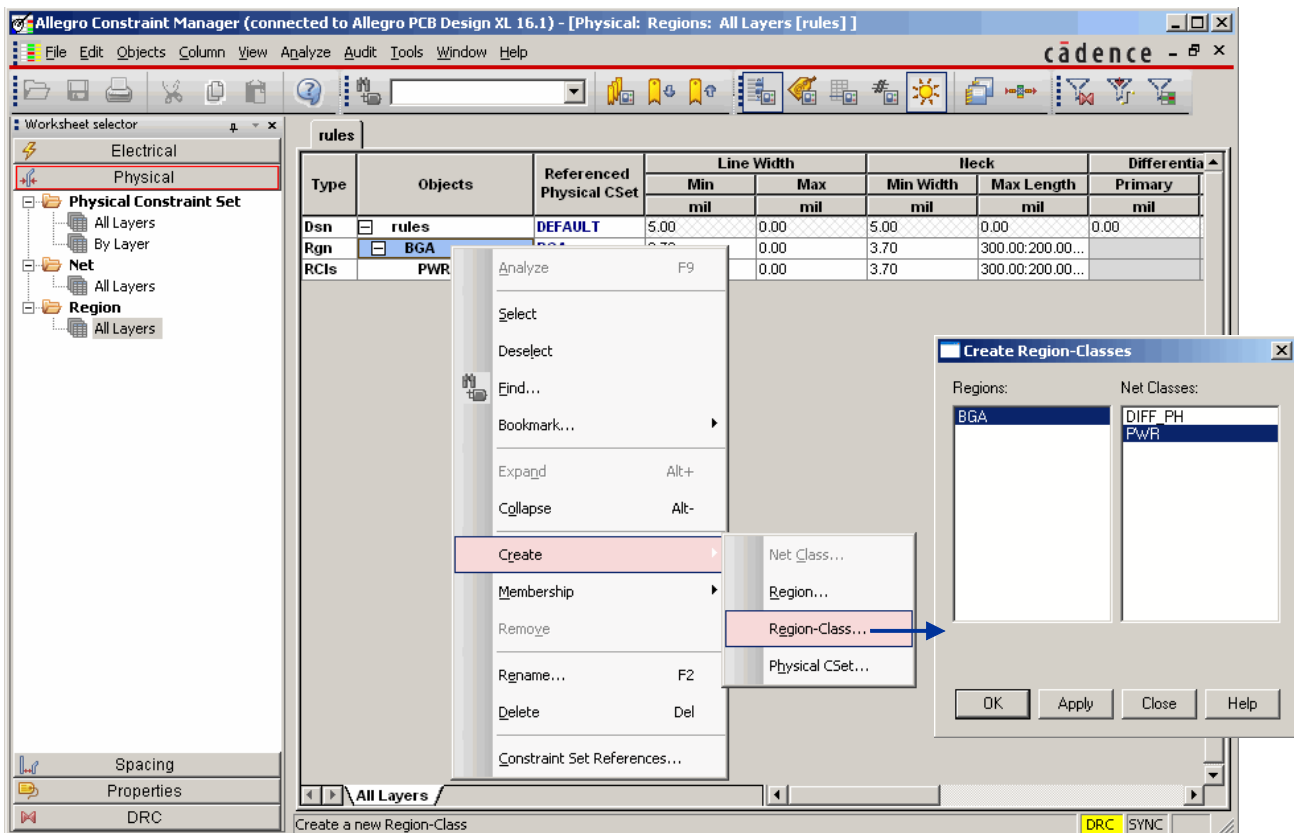 Allegro Constraint Manager (connected to Allegro PCB Design XL 16.1) - [Physical: Regions: All Layers [rules] ]
File Edit Objects Column View Analyze Audit Tools Window Help cādence
Worksheet selector
Electrical
Physical
Physical Constraint Set
All Layers
By Layer
Net
All Layers
Region
All Layers
Spacing
Properties
DRC
rules
Type Objects Referenced Physical CSet Line Width Neck Differentia
Min Max Min Width Max Length Primary
mil mil mil mil mil
Dsn rules DEFAULT 5.00 0.00 5.00 0.00 0.00
Rgn BGA 0.00 3.70 300.00:200.00...
RCls PWR 0.00 3.70 300.00:200.00...
Analyze F9
Select
Deselect
Find...
Bookmark...
Expand Alt+
Collapse Alt-
Create
Membership
Remove
Rename... F2
Delete Del
Constraint Set References...
Net Class...
Region...
Region-Class...
Physical CSet...
Create Region-Classes
Regions: Net Classes:
BGA DIFF_PH
PWR
OK Apply Close Help
All Layers
Create a new Region-Class DRC SYNC